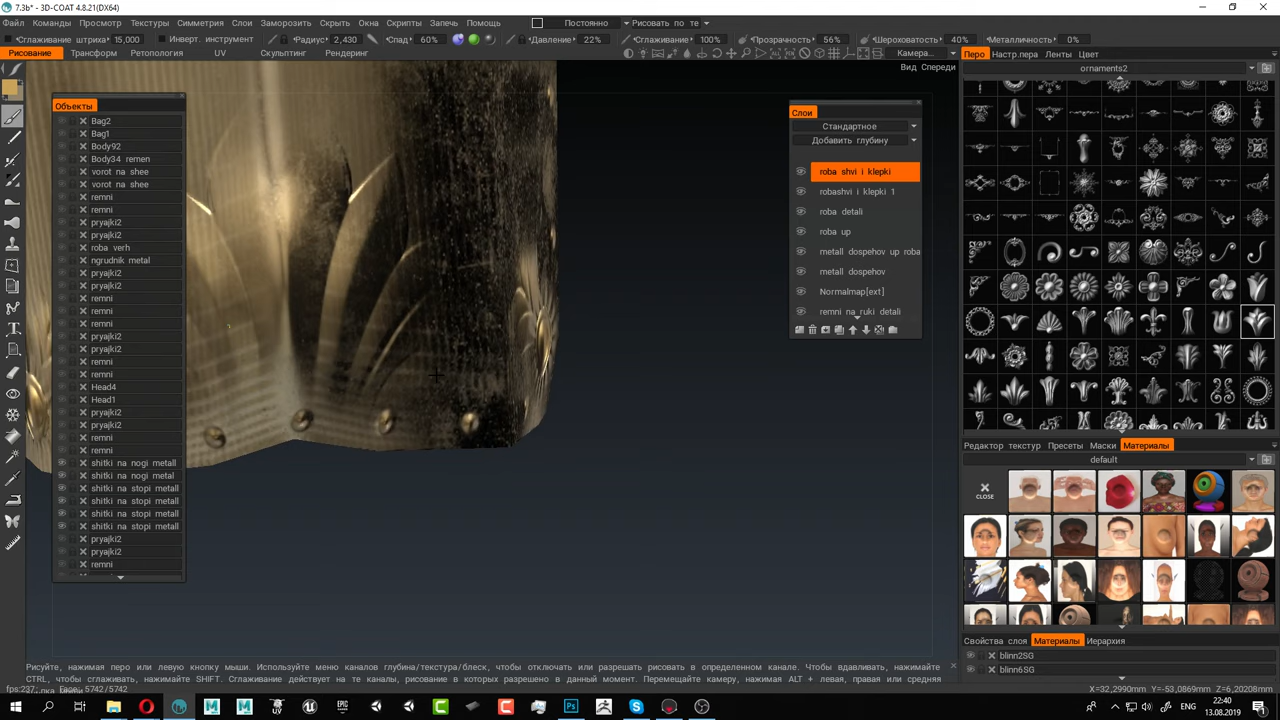 7.3b* - 3D-COAT 4.8.21(DX64)
Файл Команды Просмотр Текстуры Симметрия Слои Заморозить Скрыть Окна Скрипты Запечь Помощь Постоянно Рисовать по те
Сглаживание штриха 15,000 Инверт. инструмент Радиус 2,430 Спад 60% Давление 22% Сглаживание 100% Прозрачность 56% Шероховатость 40% Металличность 0%
Рисование Трансформ Ретопология UV Скульптинг Рендеринг Камера...
Перо Настр.пера Ленты Цвет
Вид Спереди
ornaments2
Объекты
Bag2
Bag1
Body92
Body34 remen
vorot na shee
vorot na shee
remni
remni
pryajki2
pryajki2
roba verh
ngrudnik metal
pryajki2
pryajki2
remni
remni
remni
pryajki2
pryajki2
remni
remni
Head4
Head1
pryajki2
pryajki2
remni
remni
shitki na nogi metall
shitki na nogi metal
shitki na stopi metall
shitki na stopi metall
shitki na stopi metall
shitki na stopi metall
pryajki2
pryajki2
remni
Слои
Стандартное
Добавить глубину
roba shvi i klepki
robashvi i klepki 1
roba detali
roba up
metall dospehov up roba
metall dospehov
Normalmap[ext]
remni na ruki detali
Редактор текстур Пресеты Маски Материалы
default
CLOSE
Свойства слоя Материалы Иерархия
blinn2SG
blinn6SG
Рисуйте, нажимая перо или левую кнопку мыши. Используйте меню каналов глубина/текстура/блеск, чтобы отключить или разрешать рисовать в определенном канале. Чтобы вдавливать, нажимайте
CTRL, чтобы сглаживать, нажимайте SHIFT. Сглаживание действует на те каналы, рисование в которых разрешено в данный момент. Перемещайте камеру, нажимая ALT + левая, правая или средняя
fps:237;
5742/5742
X=32,2990mm Y=-53,0869mm Z=6,20208mm
UV
EPIC
ENG
22:40
13.08.2019